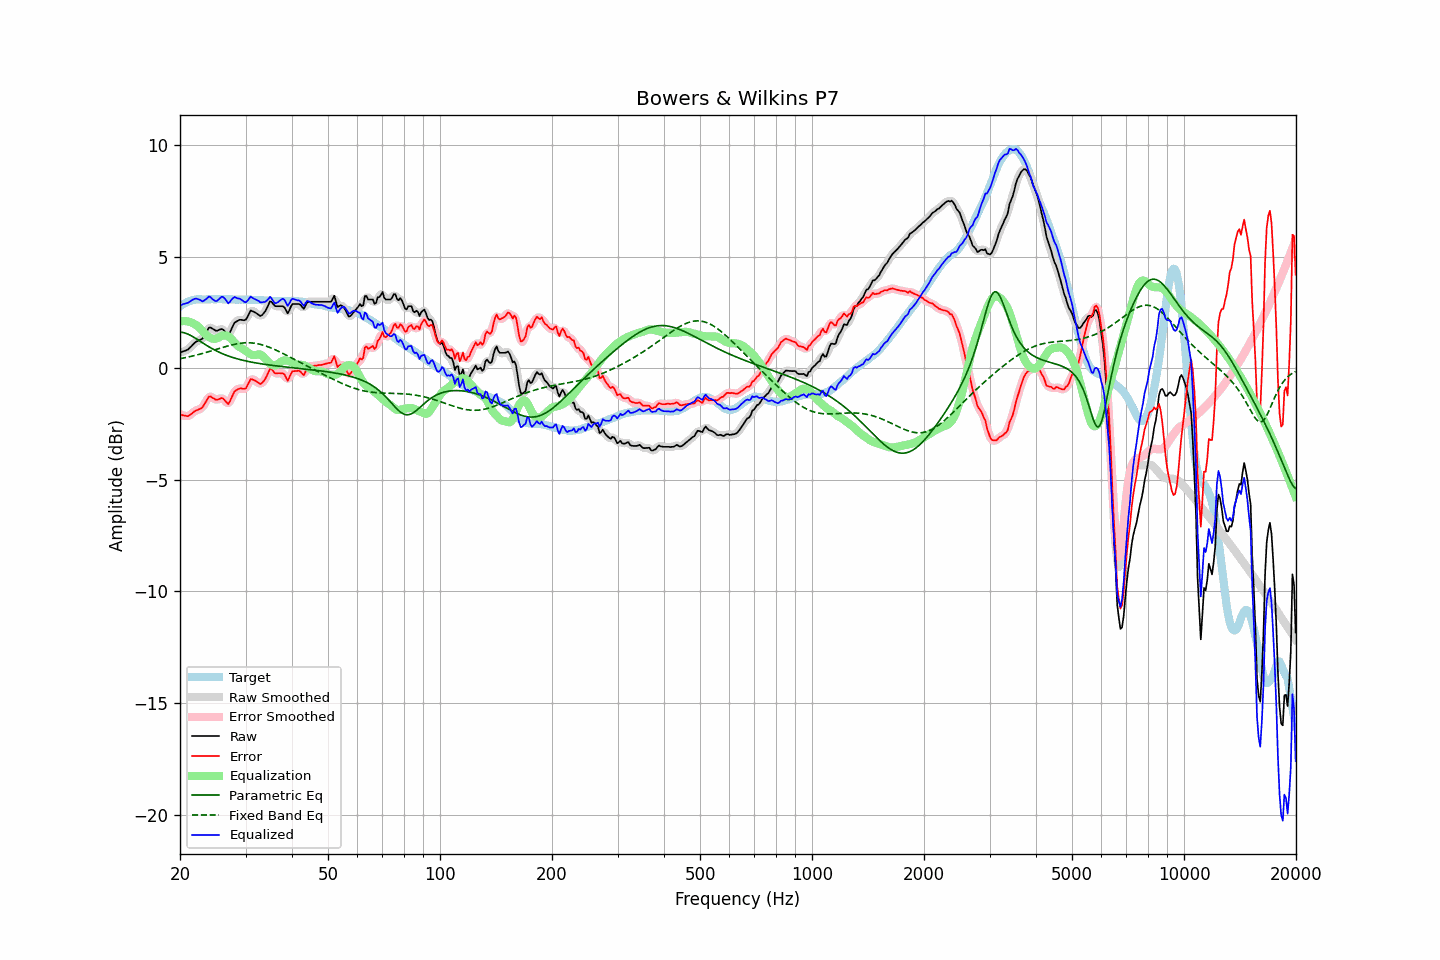 Bowers & Wilkins P7
Amplitude (dBr)
10
5
0
−5
−10
−15
−20
Target
Raw Smoothed
Error Smoothed
Raw
Error
Equalization
Parametric Eq
Fixed Band Eq
Equalized
20 50 100 200 500 1000 2000 5000 10000 20000
Frequency (Hz)